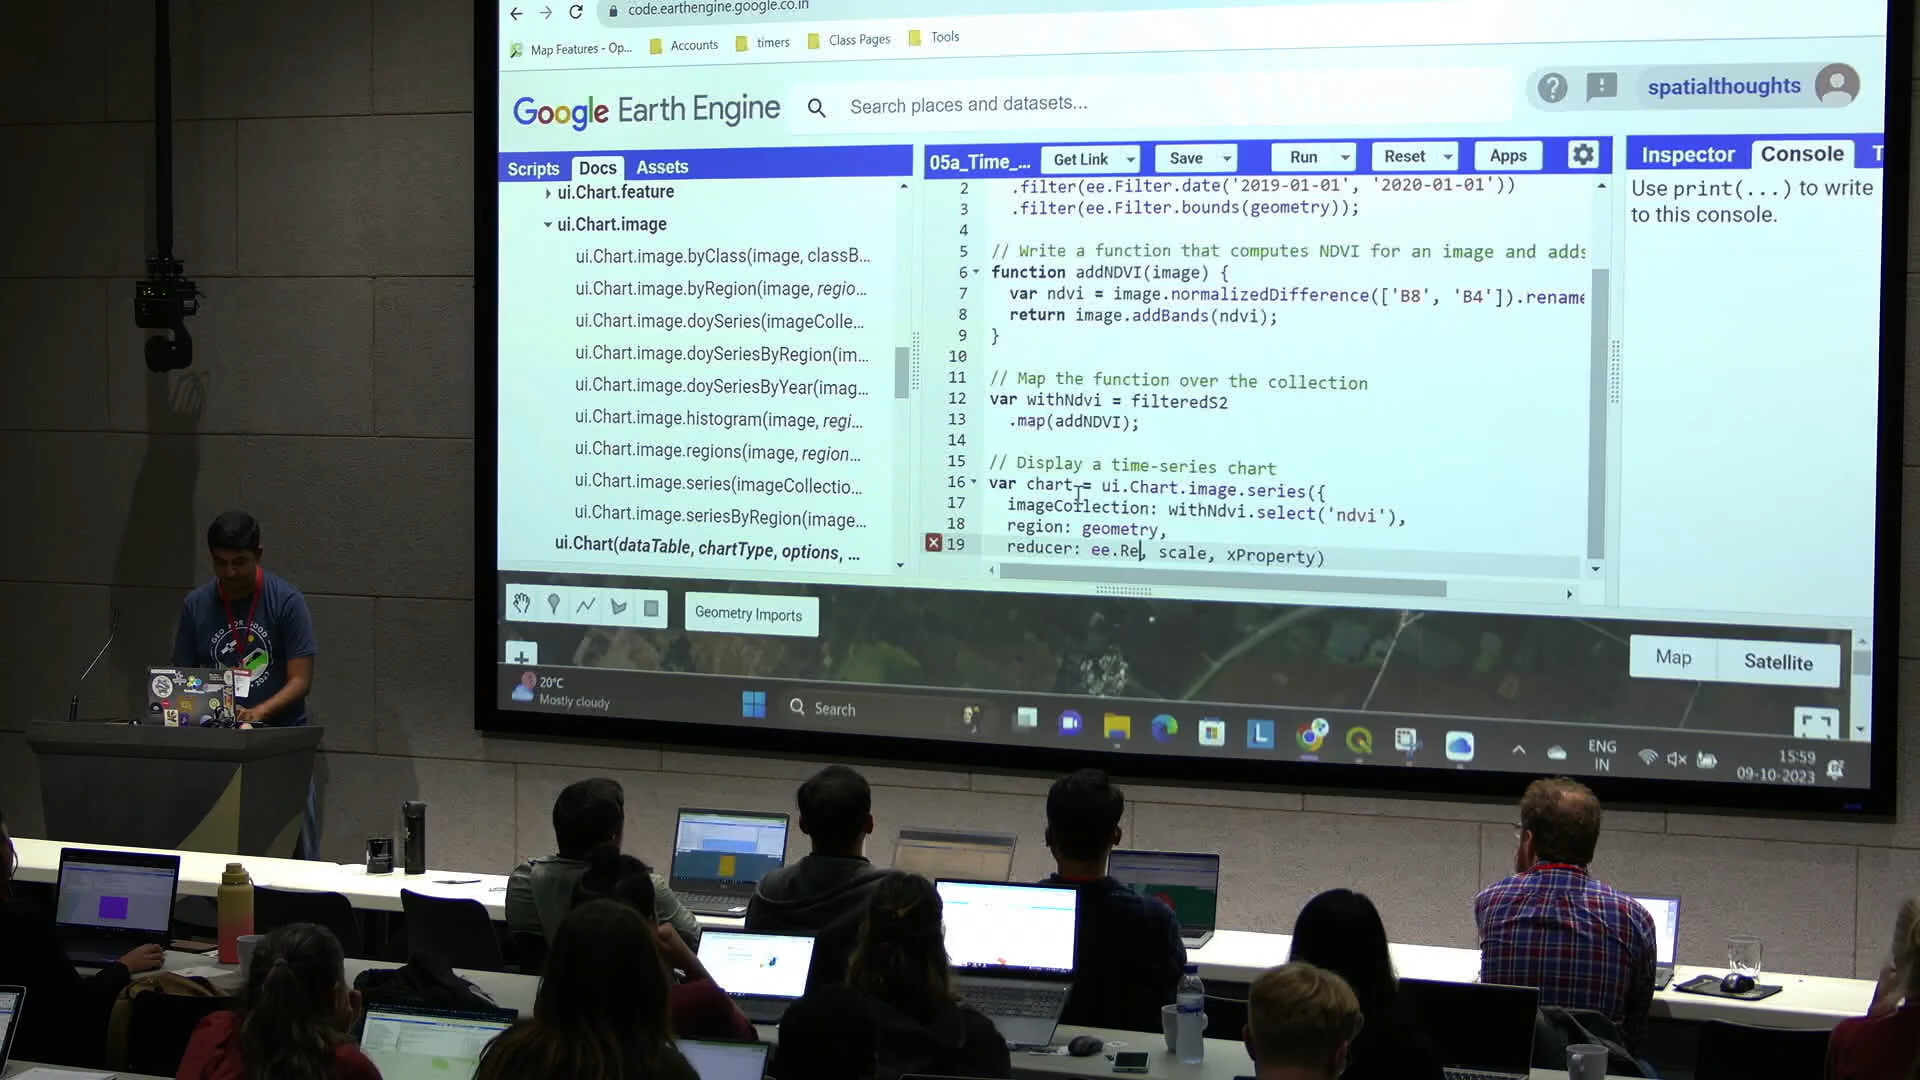 code.earthengine.google.co.in
Map Features - Op...
Accounts
timers
Class Pages
Tools
Google Earth Engine
Search places and datasets...
spatialthoughts
Scripts
Docs
Assets
05a_Time_...
Get Link
Save
Run
Reset
Apps
Inspector
Console
ui.Chart.feature
ui.Chart.image
ui.Chart.image.byClass(image, classB...
ui.Chart.image.byRegion(image, regio...
ui.Chart.image.doySeries(imageColle...
ui.Chart.image.doySeriesByRegion(im...
ui.Chart.image.doySeriesByYear(imag...
ui.Chart.image.histogram(image, regi...
ui.Chart.image.regions(image, region...
ui.Chart.image.series(imageCollectio...
ui.Chart.image.seriesByRegion(image...
ui.Chart(dataTable, chartType, options, ...
2 .filter(ee.Filter.date('2019-01-01', '2020-01-01'))
3 .filter(ee.Filter.bounds(geometry));
4
5 // Write a function that computes NDVI for an image and adds
6 function addNDVI(image) {
7 var ndvi = image.normalizedDifference(['B8', 'B4']).rename
8 return image.addBands(ndvi);
9 }
10
11 // Map the function over the collection
12 var withNdvi = filteredS2
13 .map(addNDVI);
14
15 // Display a time-series chart
16 var chart = ui.Chart.image.series({
17 imageCollection: withNdvi.select('ndvi'),
18 region: geometry,
19 reducer: ee.Re, scale, xProperty)
Use print(...) to write
to this console.
Geometry Imports
Map
Satellite
20°C
Mostly cloudy
Search
ENG
IN
15:59
09-10-2023
GEO FOR GOOD